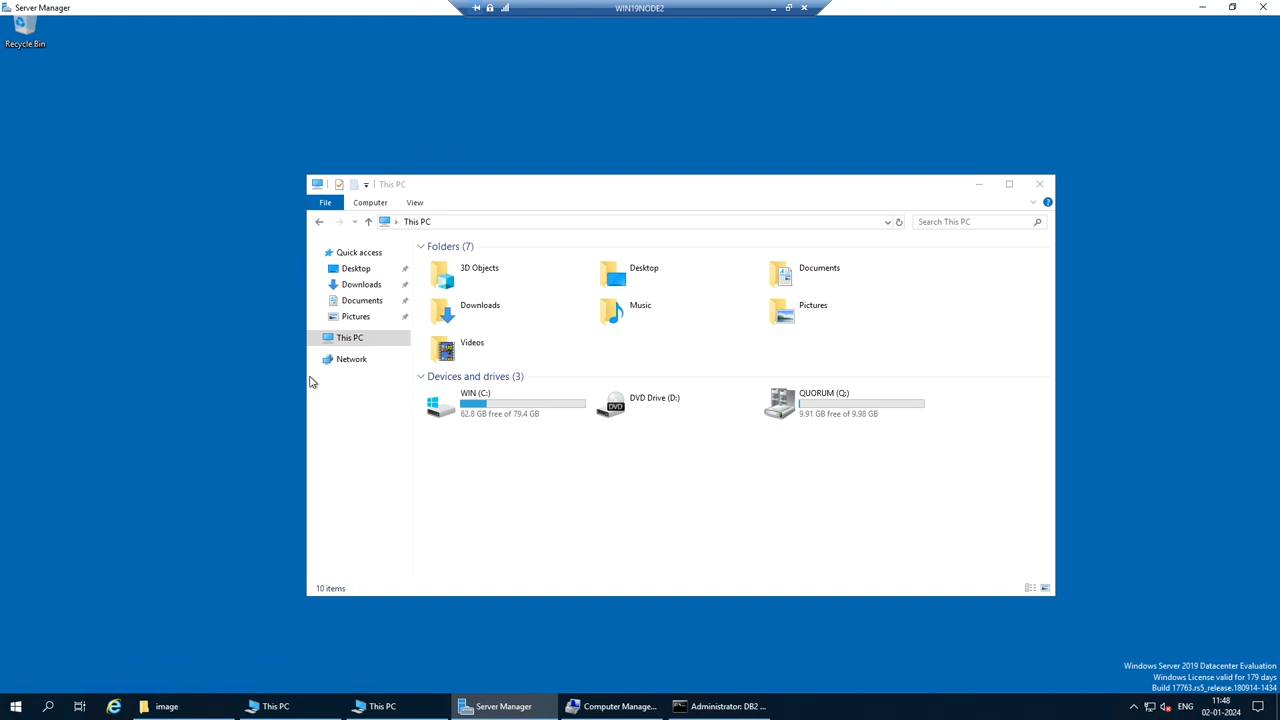 Server Manager
WIN19NODE2
Recycle Bin
This PC
File
Computer
View
This PC
Search This PC
Quick access
Desktop
Downloads
Documents
Pictures
This PC
Network
Folders (7)
3D Objects
Desktop
Documents
Downloads
Music
Pictures
Videos
Devices and drives (3)
WIN (C:)
62.8 GB free of 79.4 GB
DVD Drive (D:)
DVD
QUORUM (Q:)
9.91 GB free of 9.98 GB
10 items
Windows Server 2019 Datacenter Evaluation
Windows License valid for 179 days
Build 17763.rs5_release.180914-1434
image
This PC
This PC
Server Manager
Computer Manage...
Administrator: DB2 ...
ENG
11:48
02-01-2024